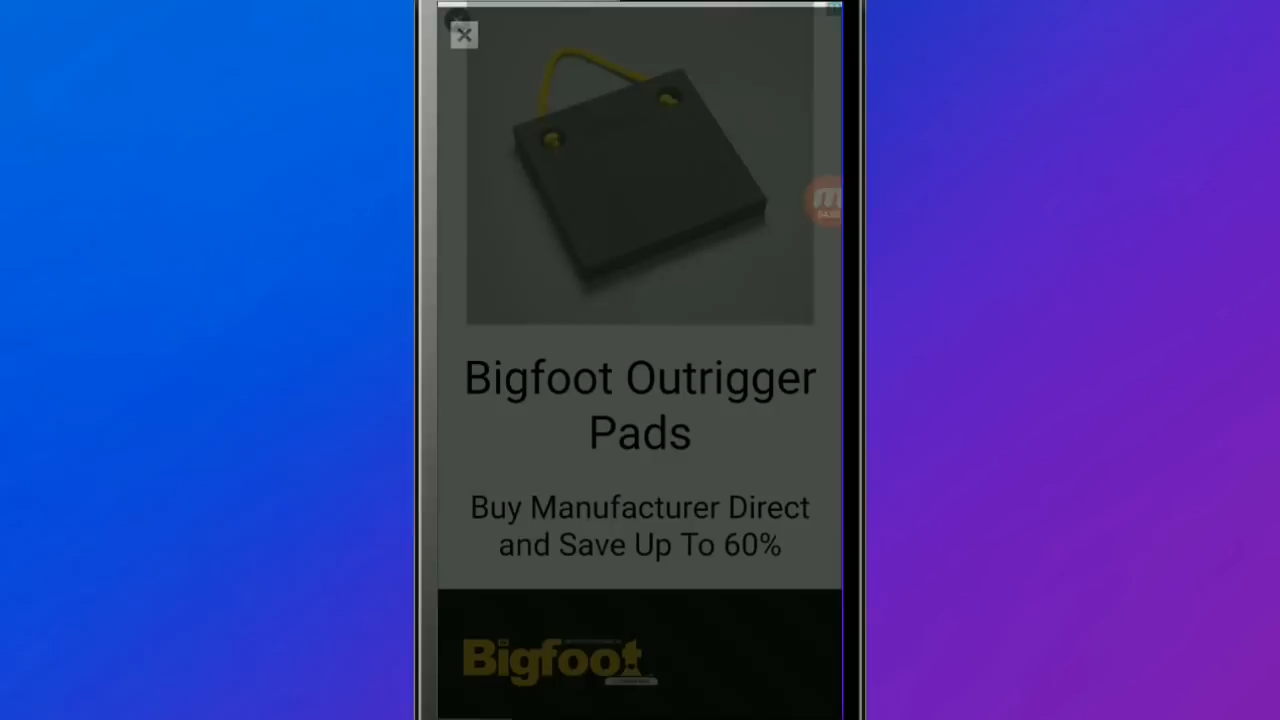 Bigfoot Outrigger
Pads
Buy Manufacturer Direct
and Save Up To 60%
Bigfoot